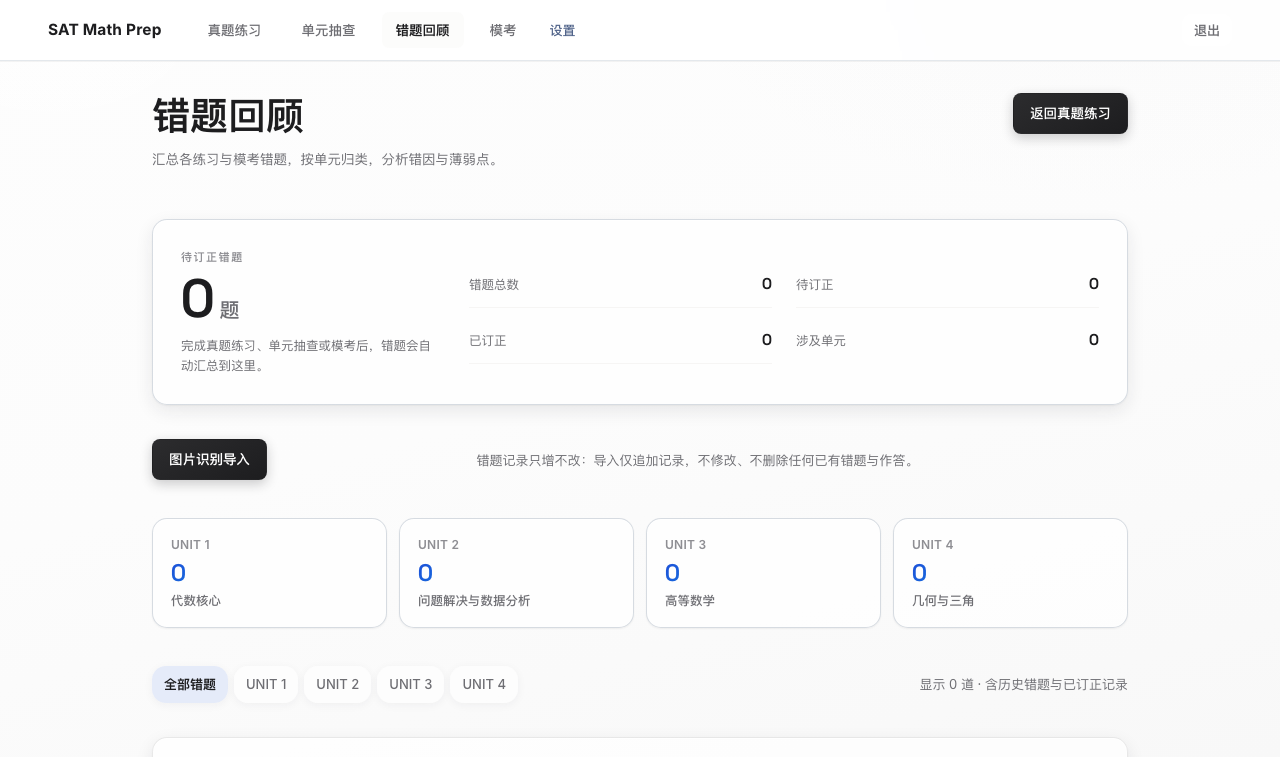 SAT Math Prep
真题练习
单元抽查
错题回顾
模考
设置
退出
错题回顾
返回真题练习
汇总各练习与模考错题，按单元归类，分析错因与薄弱点。
待订正错题
0 题
完成真题练习、单元抽查或模考后，错题会自
动汇总到这里。
错题总数 0
待订正 0
已订正 0
涉及单元 0
图片识别导入
错题记录只增不改：导入仅追加记录，不修改、不删除任何已有错题与作答。
UNIT 1
0
代数核心
UNIT 2
0
问题解决与数据分析
UNIT 3
0
高等数学
UNIT 4
0
几何与三角
全部错题
UNIT 1
UNIT 2
UNIT 3
UNIT 4
显示 0 道 · 含历史错题与已订正记录